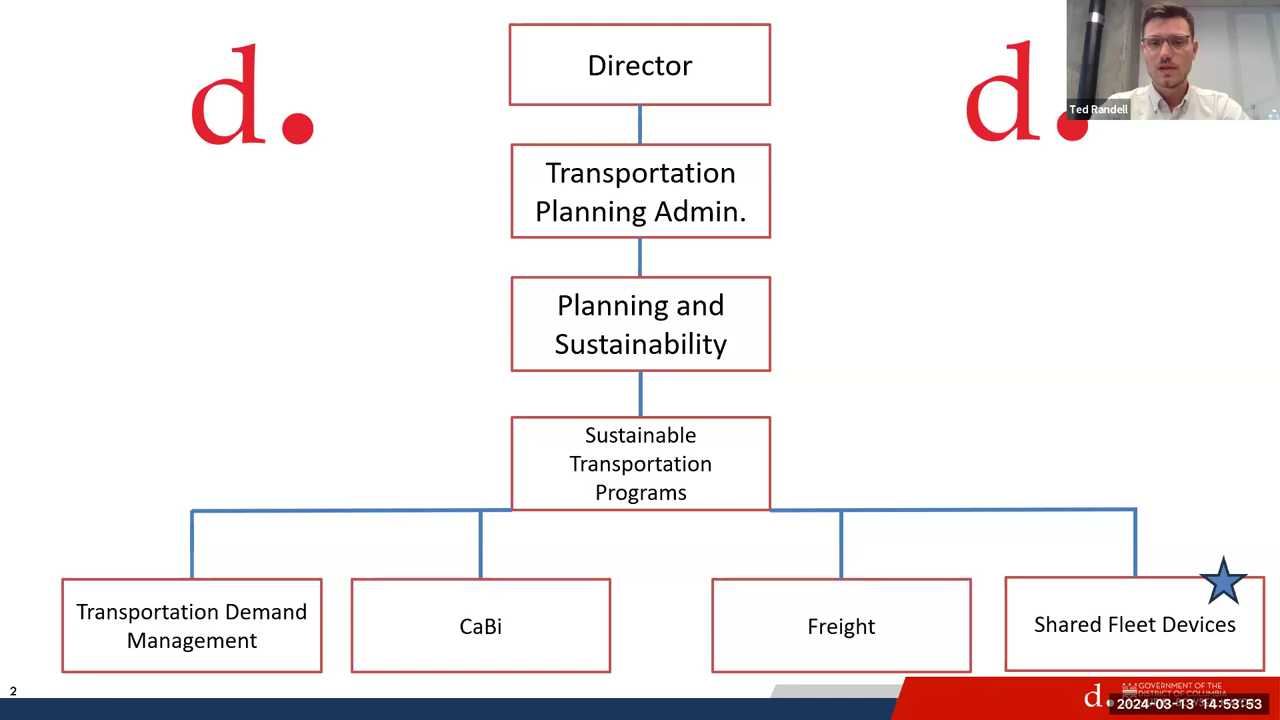 d.
d.
Director
Ted Randell
Transportation
Planning Admin.
Planning and
Sustainability
Sustainable
Transportation
Programs
Transportation Demand
Management
CaBi
Freight
Shared Fleet Devices
2
d.
GOVERNMENT OF THE
DISTRICT OF COLUMBIA
2024-03-13 14:53:53